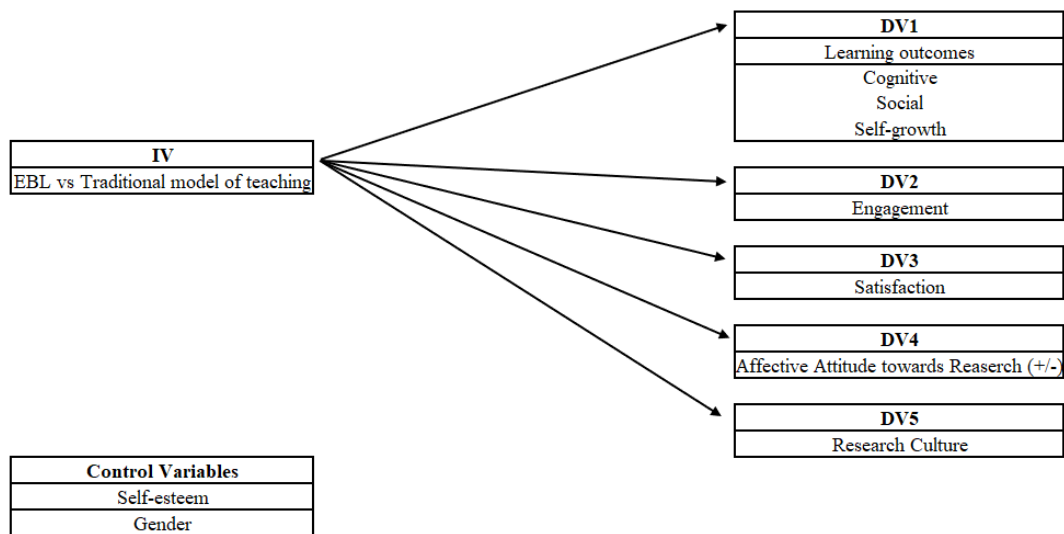 IV
EBL vs Traditional model of teaching
DV1
Learning outcomes
Cognitive
Social
Self-growth
DV2
Engagement
DV3
Satisfaction
DV4
Affective Attitude towards Reaserch (+/-)
DV5
Research Culture
Control Variables
Self-esteem
Gender